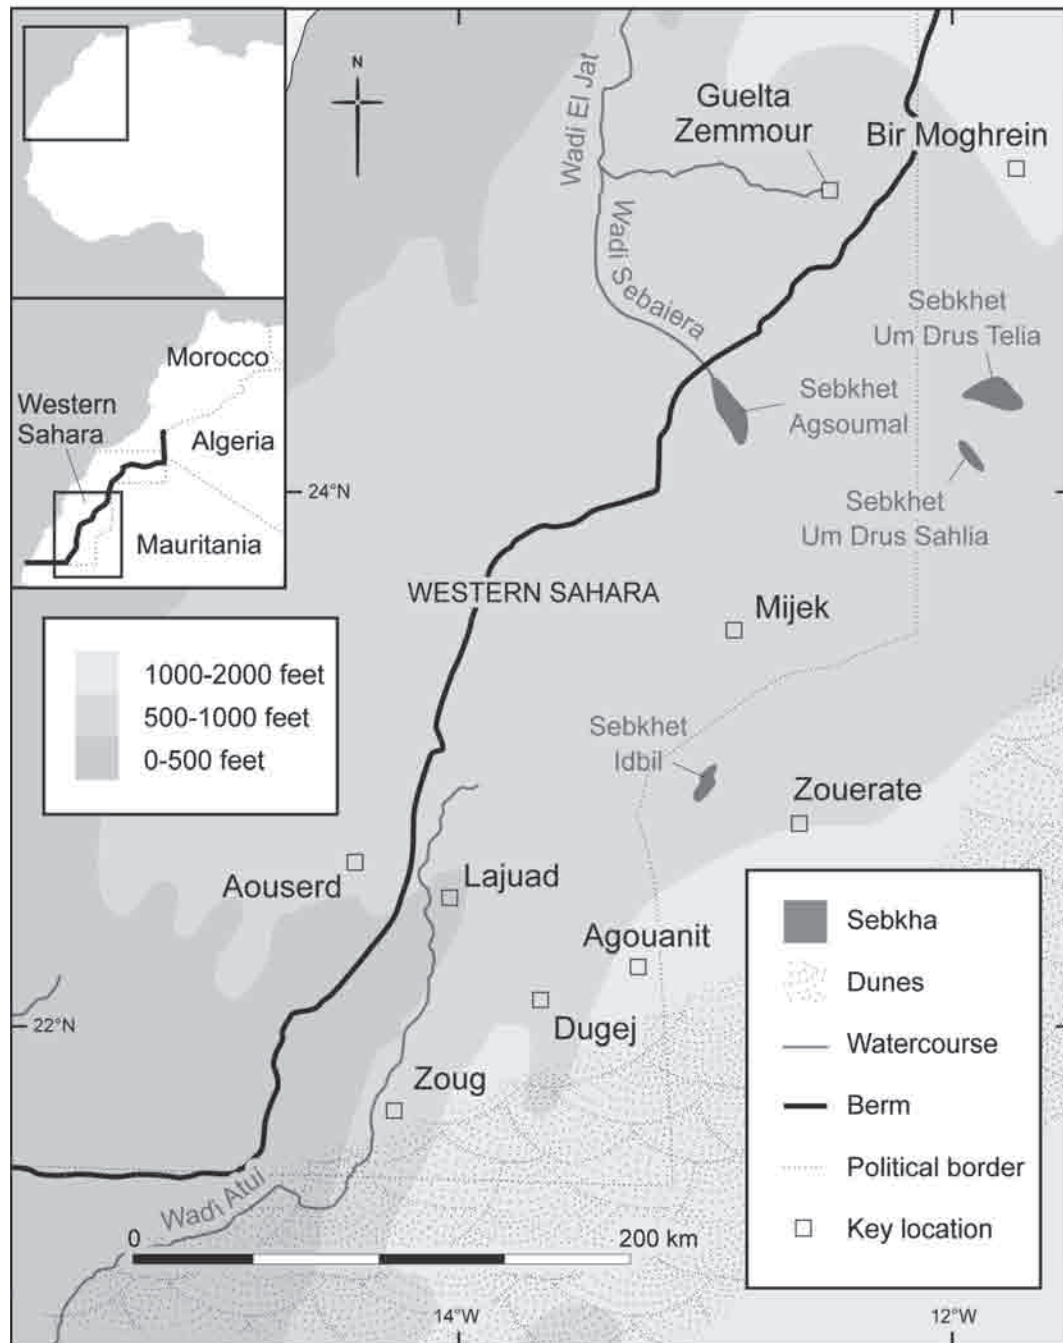 N
Morocco
Western
Sahara
Algeria
Mauritania
Wadi El Jat
Guelta
Zemmour
Bir Moghrein
Wadi Sebaiera
Sebkhet
Um Drus Telia
Sebkhet
Agsoumal
24°N
Sebkhet
Um Drus Sahlia
WESTERN SAHARA
Mijek
1000-2000 feet
500-1000 feet
0-500 feet
Sebkhet
Idbil
Zouerate
Aouserd
Lajuad
Agouanit
22°N
Dugej
Zoug
Wadi Atui
0
200 km
14°W
12°W
Sebkha
Dunes
Watercourse
Berm
Political border
Key location